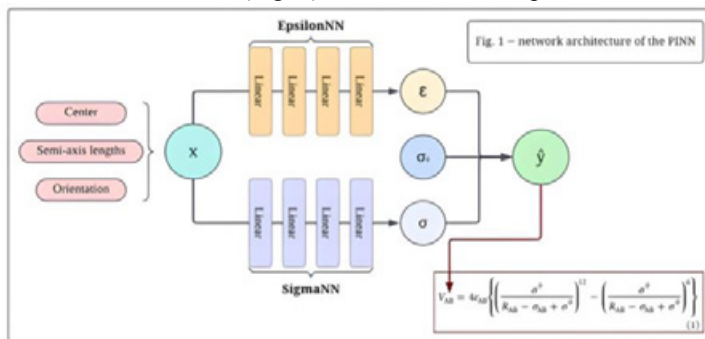 EpsilonNN
Fig. 1 – network architecture of the PINN
Linear
Linear
Linear
Linear
Center
Semi-axis lengths
Orientation
x
ε
σ
ŷ
Linear
Linear
Linear
Linear
σ
SigmaNN
(1)